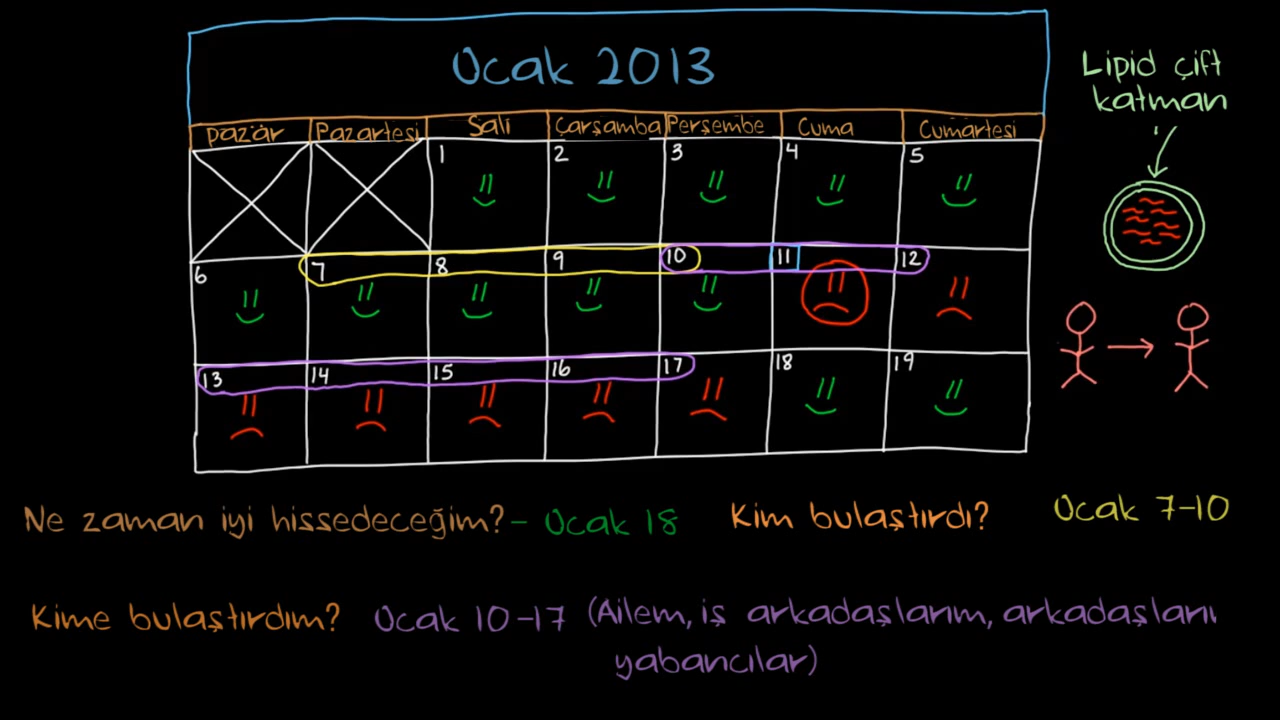 Ocak 2013
Lipid çift
katman
pazar Pazartesi Salı Çarşamba Perşembe Cuma Cumartesi
1 2 3 4 5
6 7 8 9 10 11 12
13 14 15 16 17 18 19
Ne zaman iyi hissedeceğim? - Ocak 18 Kim bulaştırdı? Ocak 7-10
Kime bulaştırdım? Ocak 10-17 (Ailem, iş arkadaşlarım, arkadaşları
yabancılar)